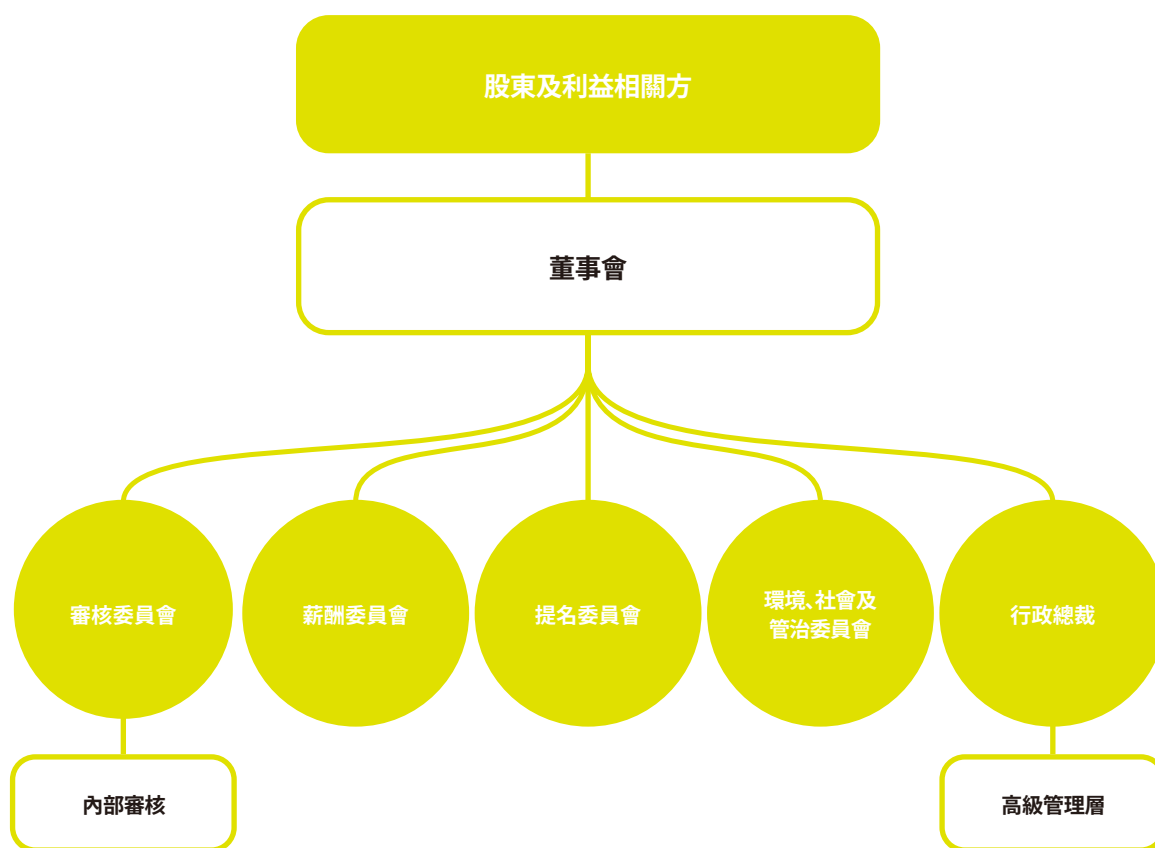 股東及利益相關方
董事會
審核委員會
薪酬委員會
提名委員會
環境、社會及
管治委員會
行政總裁
內部審核
高級管理層